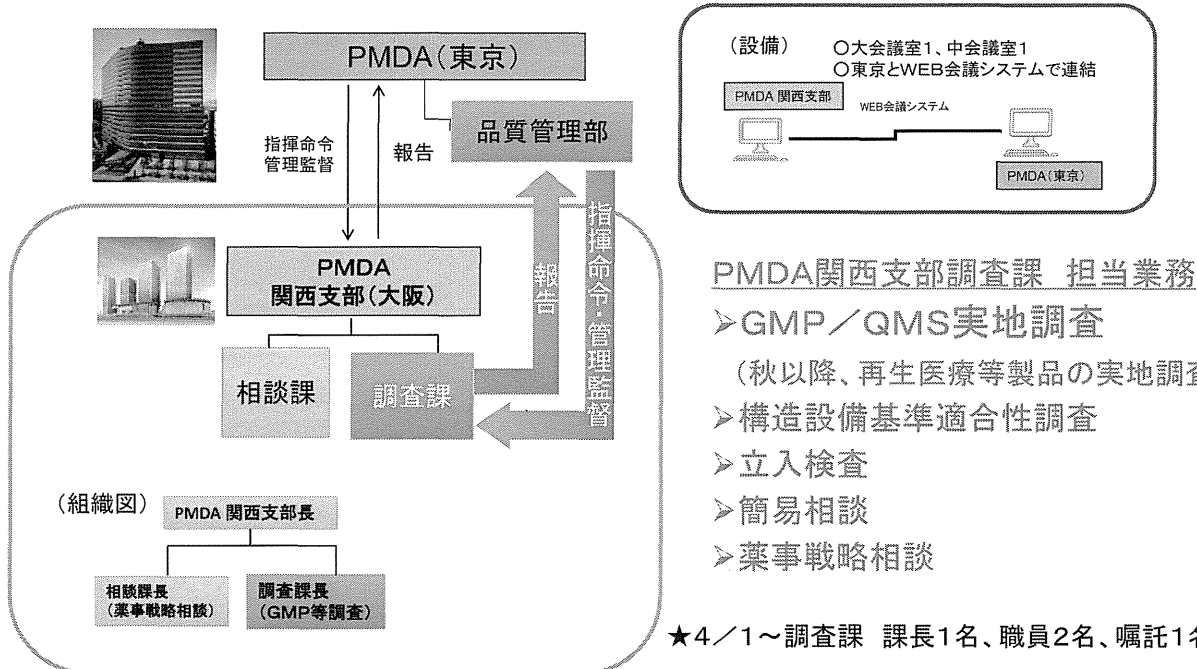 PMDA(東京)
品質管理部
指揮命令
管理監督
報告
PMDA
関西支部(大阪)
相談課
調査課
報告
指揮命令・管理監督
(組織図)
PMDA 関西支部長
相談課長
(薬事戦略相談)
調査課長
(GMP等調査)
(設備)
○大会議室1、中会議室1
○東京とWEB会議システムで連結
PMDA 関西支部
WEB会議システム
PMDA(東京)
PMDA関西支部調査課 担当業務
➢GMP/QMS実地調査
(秋以降、再生医療等製品の実地調査
➢構造設備基準適合性調査
➢立入検査
➢簡易相談
➢薬事戦略相談
★4/1~調査課 課長1名、職員2名、嘱託1名